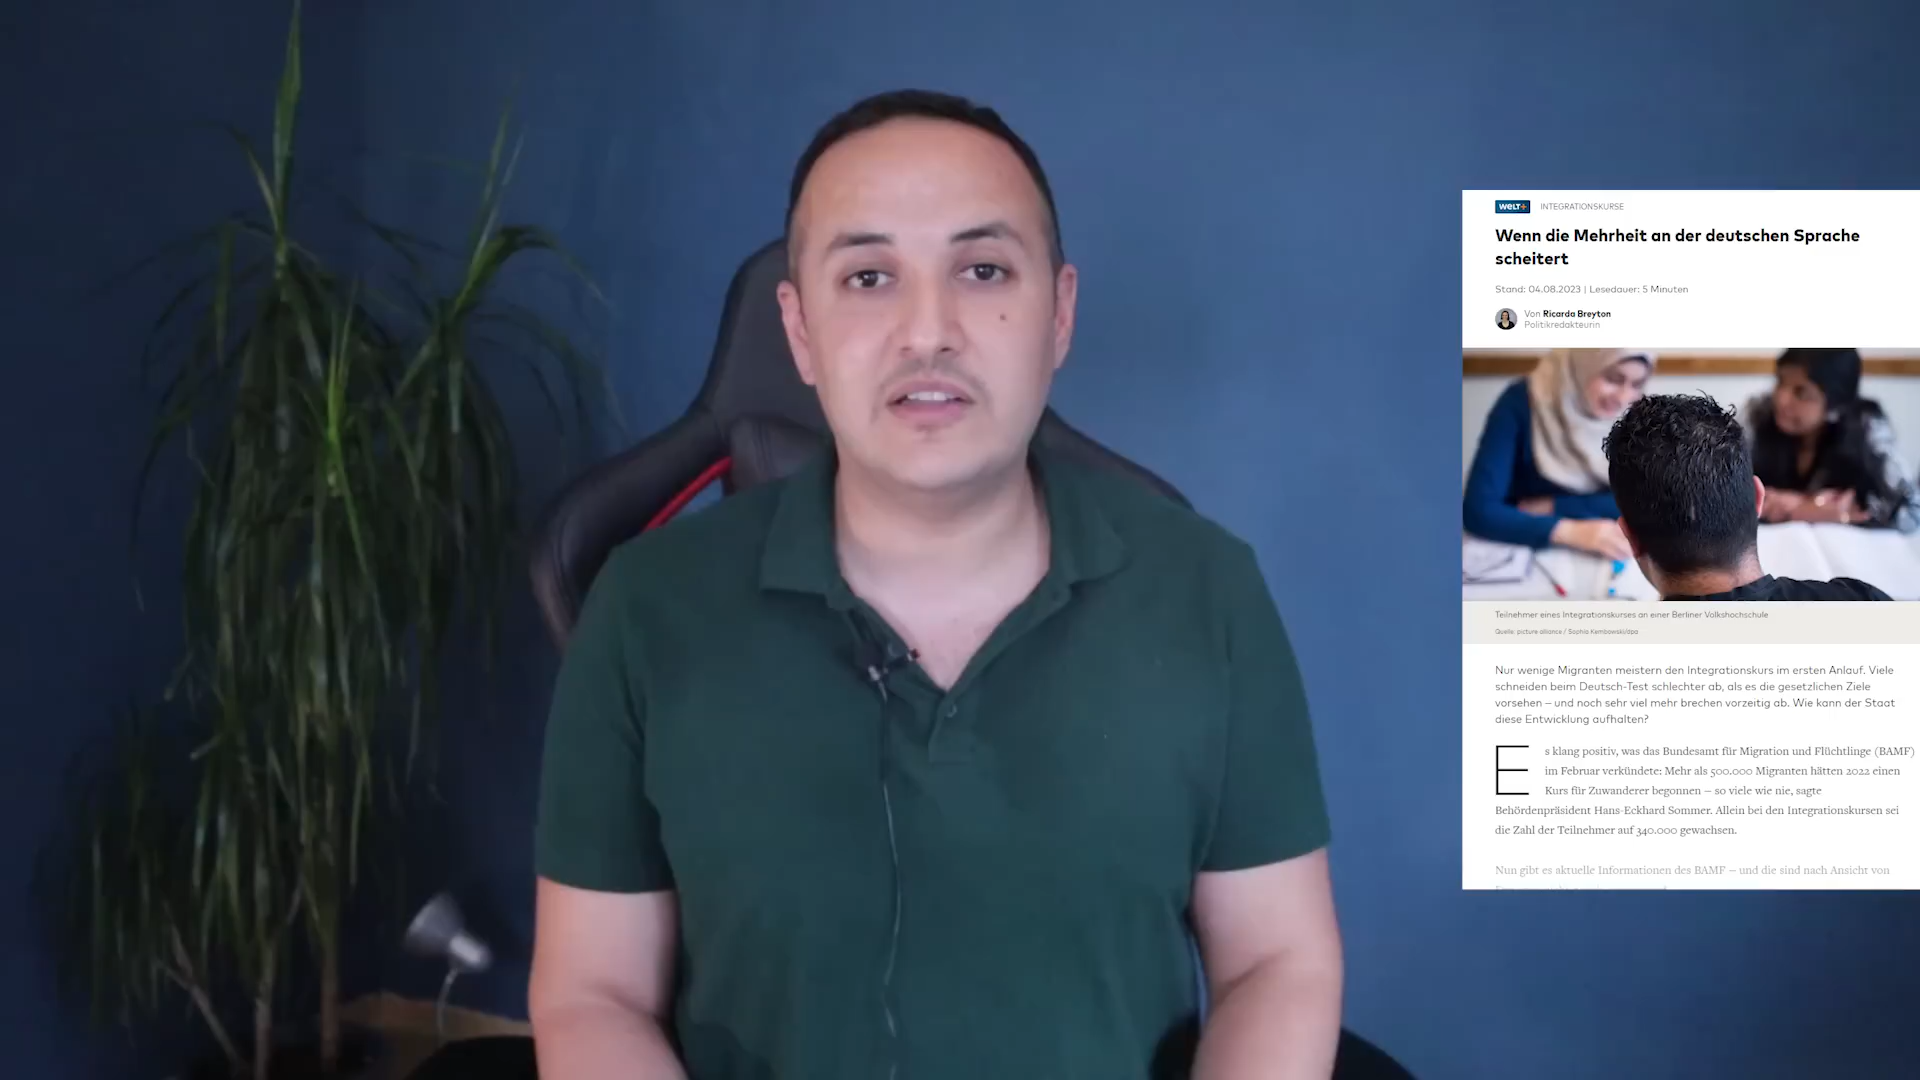 WELT+ INTEGRATIONSKURSE
Wenn die Mehrheit an der deutschen Sprache
scheitert
Stand: 04.08.2023 | Lesedauer: 5 Minuten
Von Ricarda Breyton
Politikredakteurin
Teilnehmer eines Integrationskurses an einer Berliner Volkshochschule
Quelle: picture alliance / Sophia Kembowski/dpa
Nur wenige Migranten meistern den Integrationskurs im ersten Anlauf. Viele
schneiden beim Deutsch-Test schlechter ab, als es die gesetzlichen Ziele
vorsehen – und noch sehr viel mehr brechen vorzeitig ab. Wie kann der Staat
diese Entwicklung aufhalten?
Es klang positiv, was das Bundesamt für Migration und Flüchtlinge (BAMF)
im Februar verkündete: Mehr als 500.000 Migranten hätten 2022 einen
Kurs für Zuwanderer begonnen – so viele wie nie, sagte
Behördenpräsident Hans-Eckhard Sommer. Allein bei den Integrationskursen sei
die Zahl der Teilnehmer auf 340.000 gewachsen.
Nun gibt es aktuelle Informationen des BAMF – und die sind nach Ansicht von